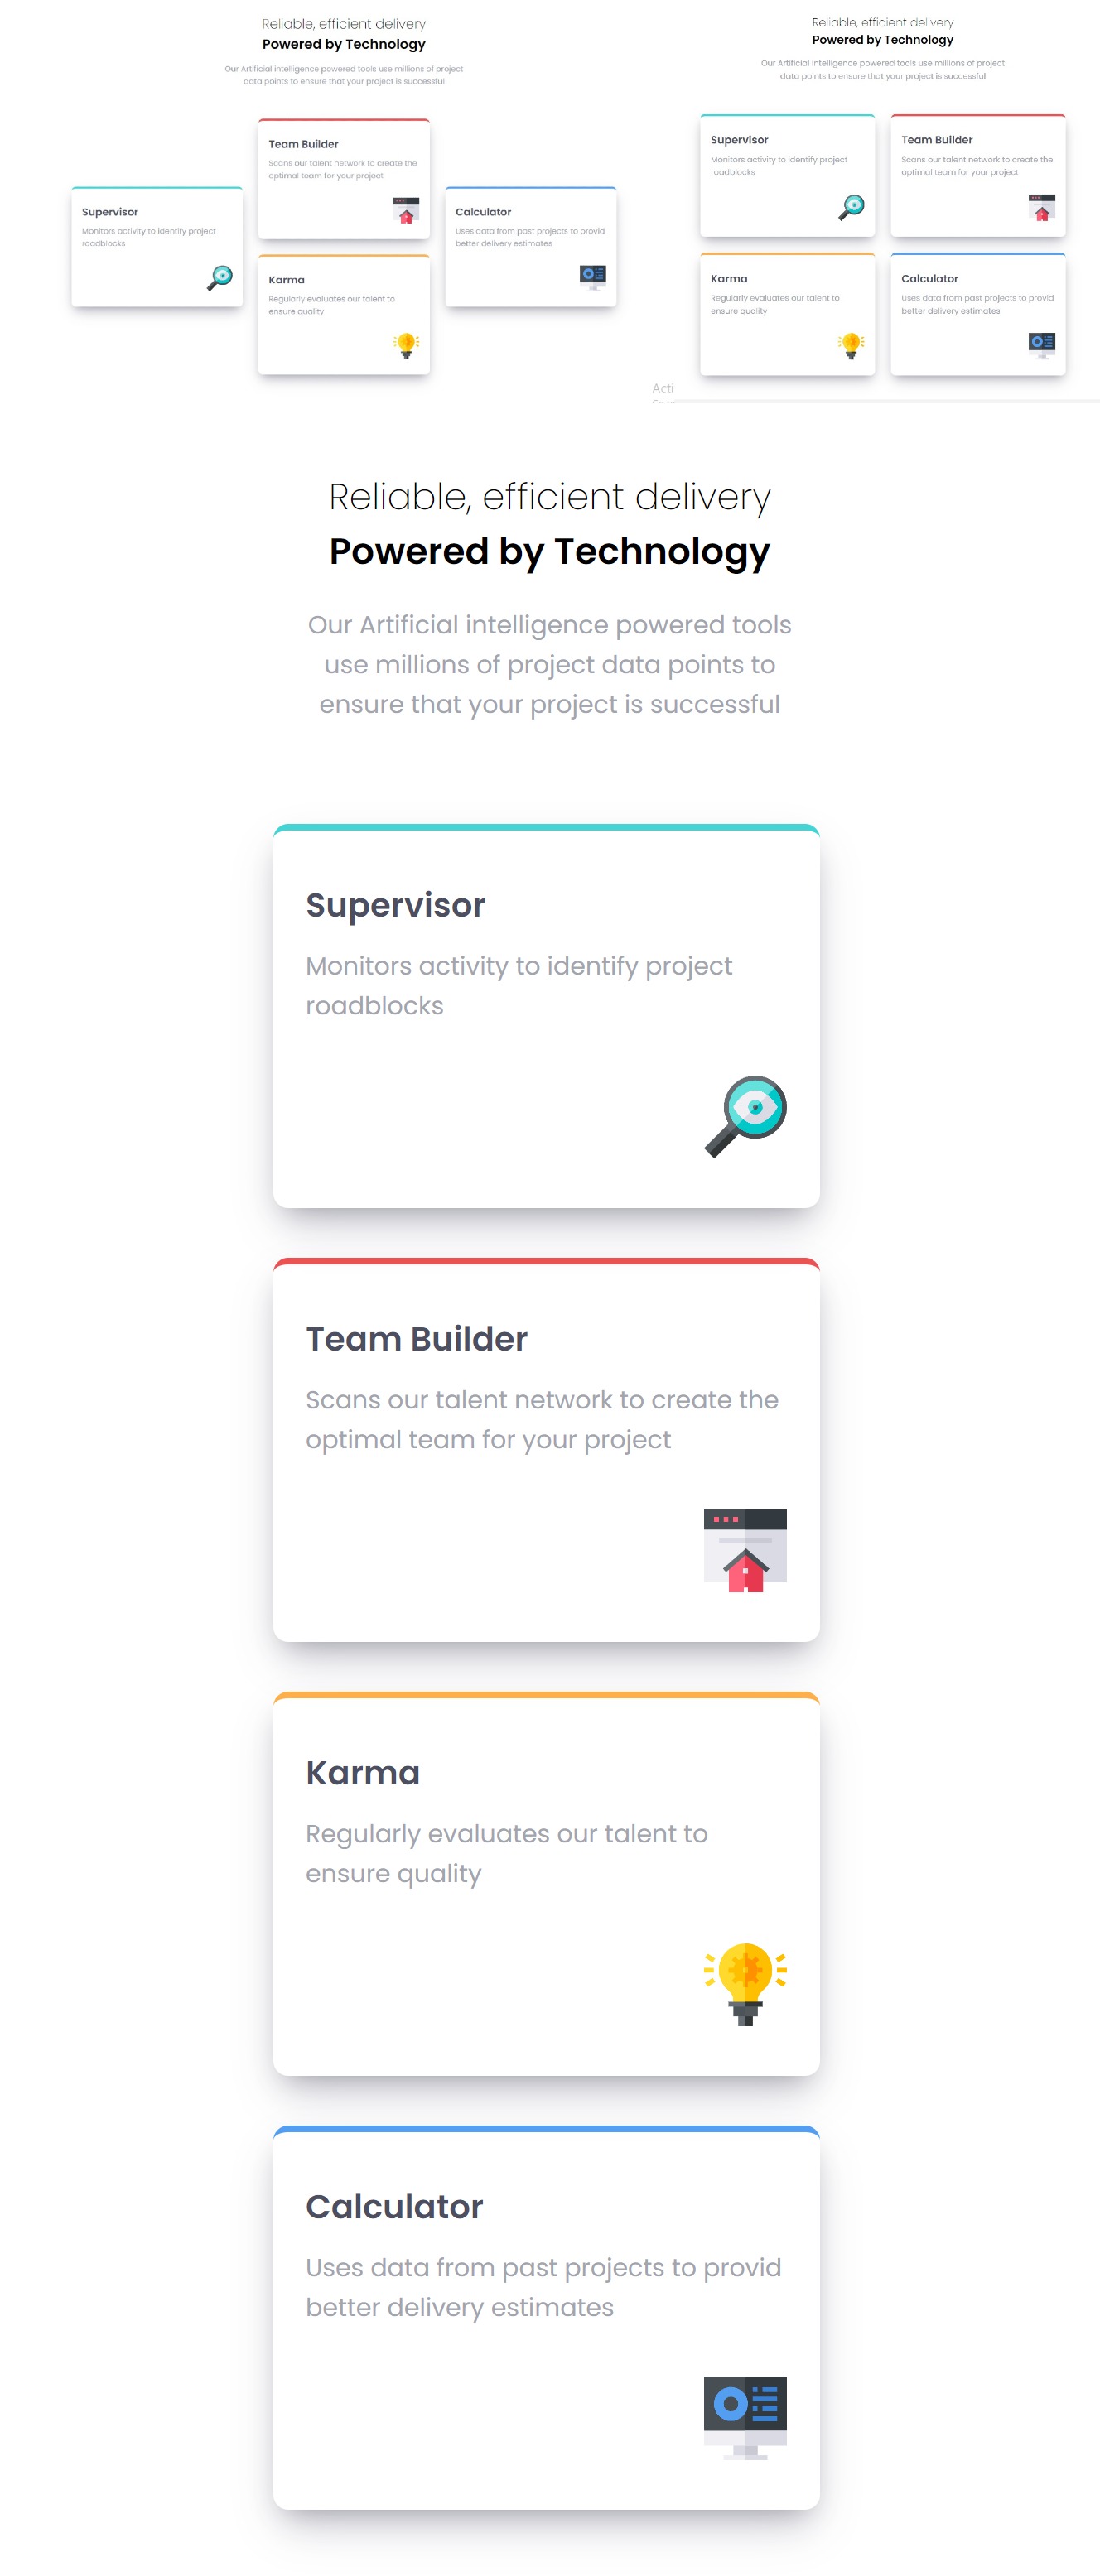 Reliable, efficient delivery
Powered by Technology
Our Artificial intelligence powered tools use millions of project
data points to ensure that your project is successful
Team Builder
Scans our talent network to create the
optimal team for your project
Supervisor
Monitors activity to identify project
roadblocks
Calculator
Uses data from past projects to provid
better delivery estimates
Karma
Regularly evaluates our talent to
ensure quality
Reliable, efficient delivery
Powered by Technology
Our Artificial intelligence powered tools use millions of project
data points to ensure that your project is successful
Supervisor
Monitors activity to identify project
roadblocks
Team Builder
Scans our talent network to create the
optimal team for your project
Karma
Regularly evaluates our talent to
ensure quality
Calculator
Uses data from past projects to provid
better delivery estimates
Acti
Reliable, efficient delivery
Powered by Technology
Our Artificial intelligence powered tools
use millions of project data points to
ensure that your project is successful
Supervisor
Monitors activity to identify project
roadblocks
Team Builder
Scans our talent network to create the
optimal team for your project
Karma
Regularly evaluates our talent to
ensure quality
Calculator
Uses data from past projects to provid
better delivery estimates